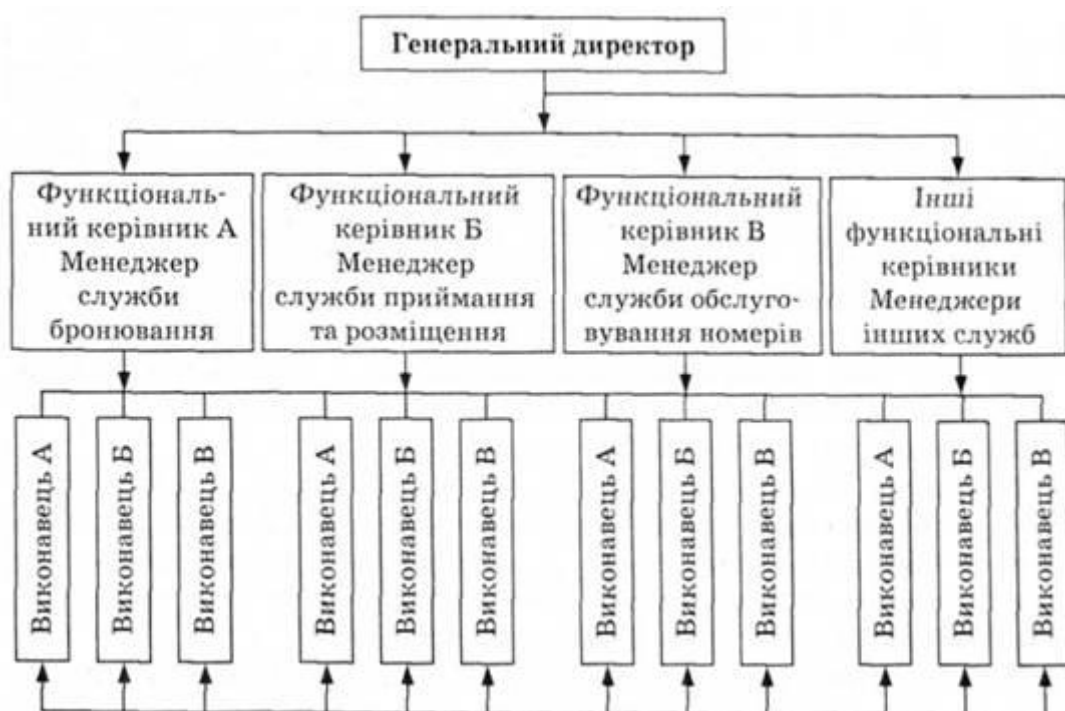 Генеральний директор
Функціональ-
ний керівник А
Менеджер
служби
бронювання
Функціональний
керівник Б
Менеджер
служби приймання
та розміщення
Функціональний
керівник В
Менеджер
служби обслуго-
вування номерів
Інші
функціональні
керівники
Менеджери
інших служб
Виконавець А
Виконавець Б
Виконавець В
Виконавець А
Виконавець Б
Виконавець В
Виконавець А
Виконавець Б
Виконавець В
Виконавець А
Виконавець Б
Виконавець В